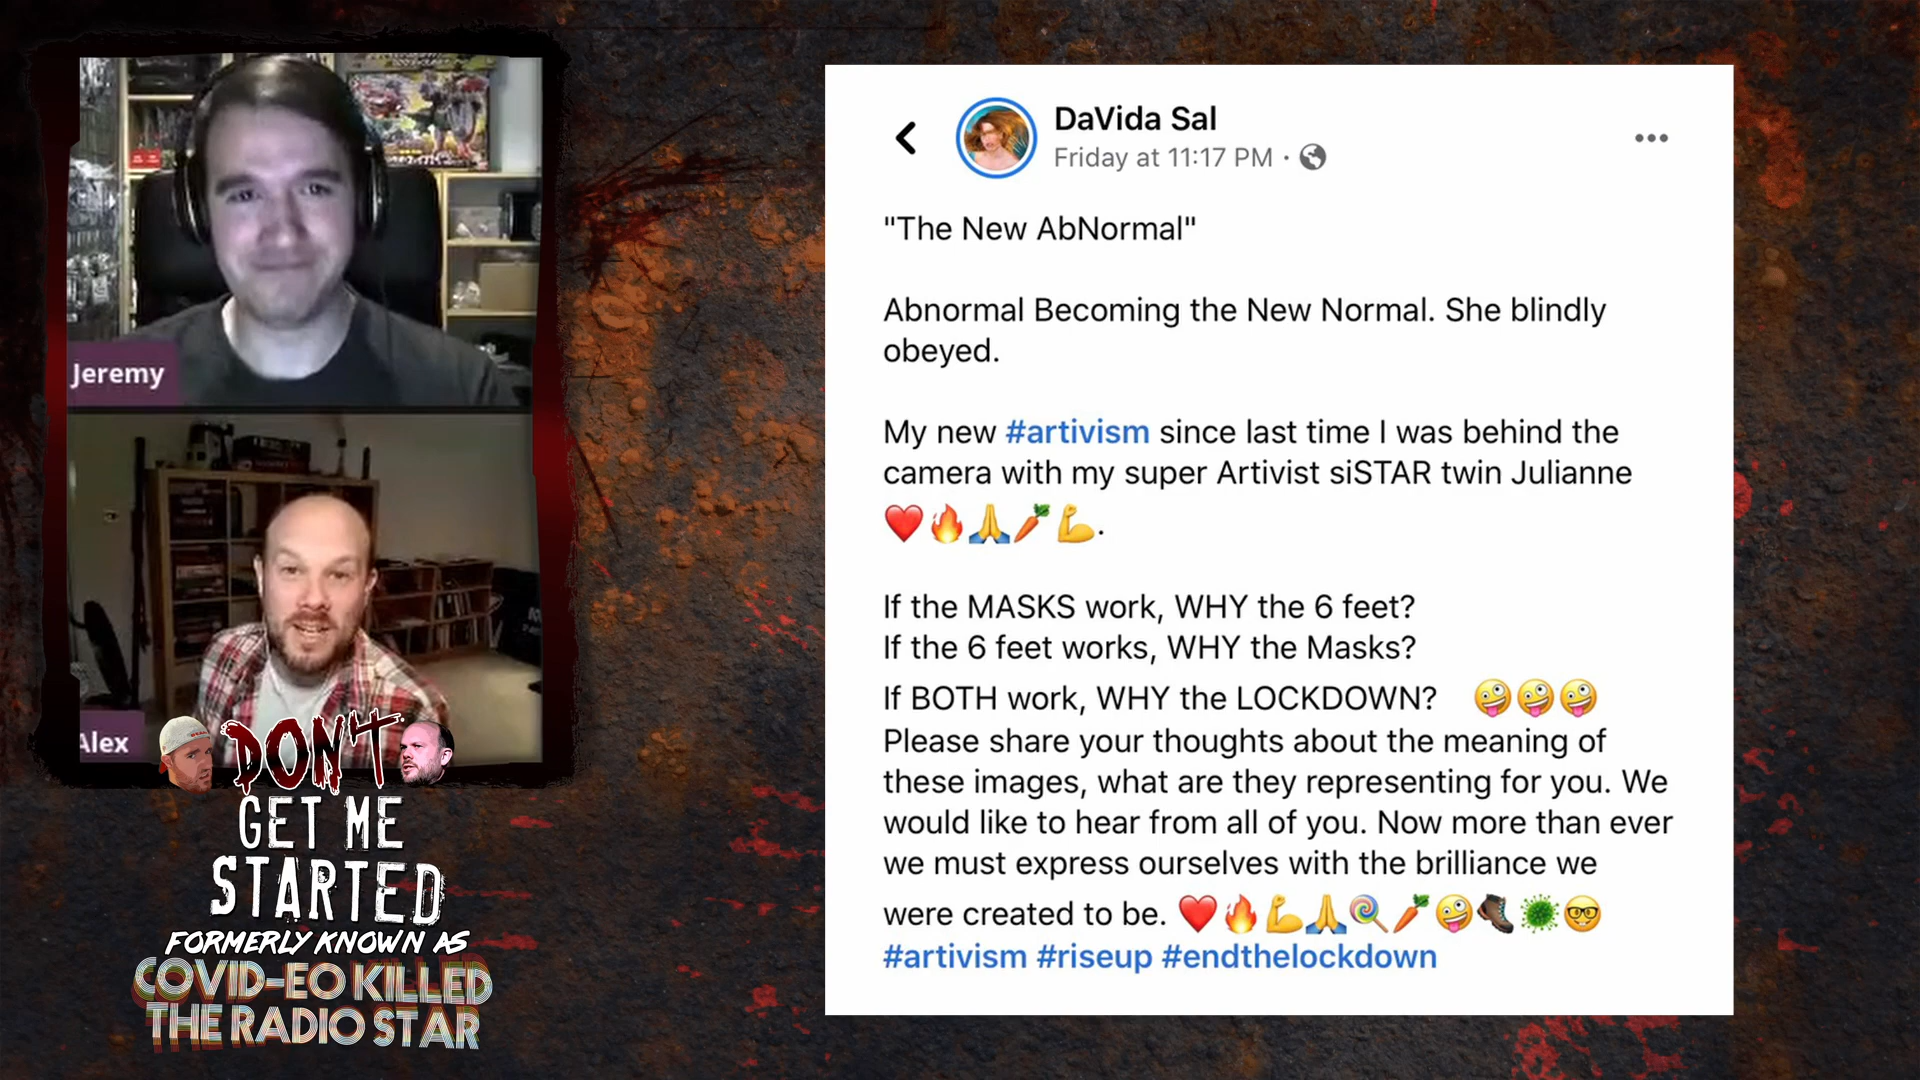 Jeremy
Alex
DON'T
GET ME
STARTED
FORMERLY KNOWN AS
COVID-EO KILLED
THE RADIO STAR
DaVida Sal
Friday at 11:17 PM ·
"The New AbNormal"
Abnormal Becoming the New Normal. She blindly
obeyed.
My new #artivism since last time I was behind the
camera with my super Artivist siSTAR twin Julianne
❤️🔥🙏🥕💪.
If the MASKS work, WHY the 6 feet?
If the 6 feet works, WHY the Masks?
If BOTH work, WHY the LOCKDOWN? 🤪🤪🤪
Please share your thoughts about the meaning of
these images, what are they representing for you. We
would like to hear from all of you. Now more than ever
we must express ourselves with the brilliance we
were created to be. ❤️🔥💪🙏🍭🥕🤪🥾🦠🤓
#artivism #riseup #endthelockdown